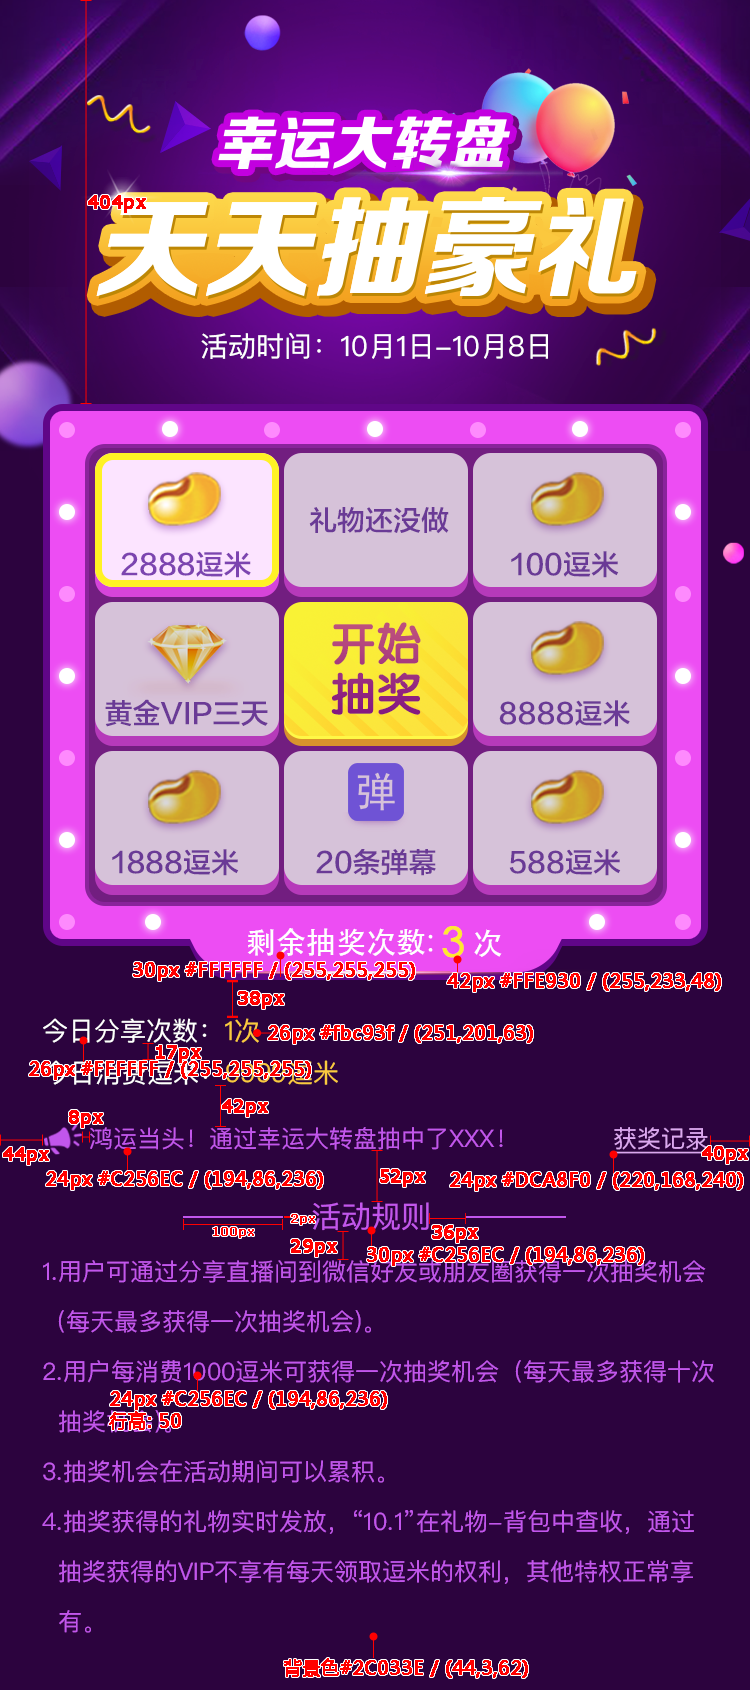 幸运大转盘
404px
天天抽豪礼
活动时间：10月1日-10月8日
2888逗米
礼物还没做
100逗米
黄金VIP三天
开始
抽奖
8888逗米
1888逗米
弹
20条弹幕
588逗米
剩余抽奖次数:3 次
30px #FFFFFF / (255,255,255)
42px #FFE930 / (255,233,48)
38px
今日分享次数：1次
26px #fbc93f / (251,201,63)
17px
26px #FEFFFF / (255,255,255)
今日消费逗米：逗米
42px
8px
鸿运当头！通过幸运大转盘抽中了XXX！
获奖记录
44px
40px
24px #C256EC / (194,86,236)
52px
24px #DCA8F0 / (220,168,240)
活动规则
2px
100px
36px
29px
30px #C256EC / (194,86,236)
1.用户可通过分享直播间到微信好友或朋友圈获得一次抽奖机会
(每天最多获得一次抽奖机会)。
2.用户每消费1000逗米可获得一次抽奖机会（每天最多获得十次
24px #C256EC / (194,86,236)
抽奖)。
行高: 50
3.抽奖机会在活动期间可以累积。
4.抽奖获得的礼物实时发放，“10.1”在礼物-背包中查收，通过
抽奖获得的VIP不享有每天领取逗米的权利，其他特权正常享
有。
背景色#2C033E / (44,3,62)